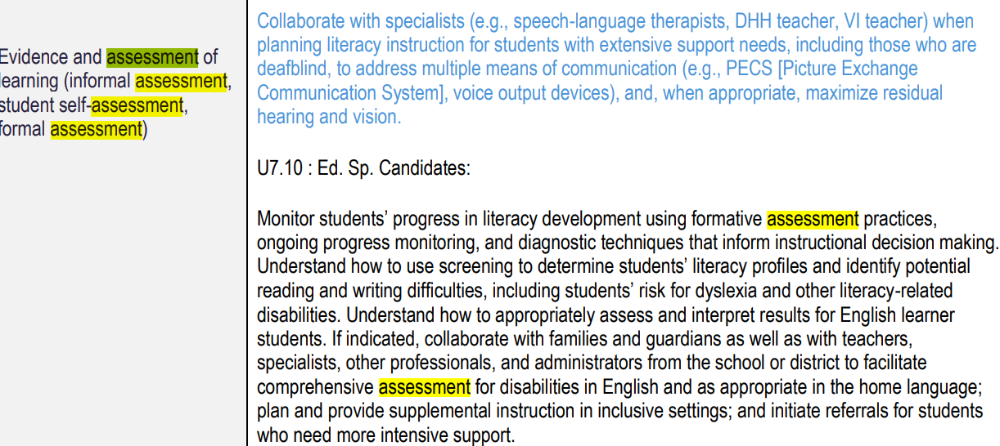 Evidence and assessment of
learning (informal assessment,
student self-assessment,
formal assessment)
Collaborate with specialists (e.g., speech-language therapists, DHH teacher, VI teacher) when
planning literacy instruction for students with extensive support needs, including those who are
deafblind, to address multiple means of communication (e.g., PECS [Picture Exchange
Communication System], voice output devices), and, when appropriate, maximize residual
hearing and vision.
U7.10 : Ed. Sp. Candidates:
Monitor students’ progress in literacy development using formative assessment practices,
ongoing progress monitoring, and diagnostic techniques that inform instructional decision making.
Understand how to use screening to determine students’ literacy profiles and identify potential
reading and writing difficulties, including students’ risk for dyslexia and other literacy-related
disabilities. Understand how to appropriately assess and interpret results for English learner
students. If indicated, collaborate with families and guardians as well as with teachers,
specialists, other professionals, and administrators from the school or district to facilitate
comprehensive assessment for disabilities in English and as appropriate in the home language;
plan and provide supplemental instruction in inclusive settings; and initiate referrals for students
who need more intensive support.